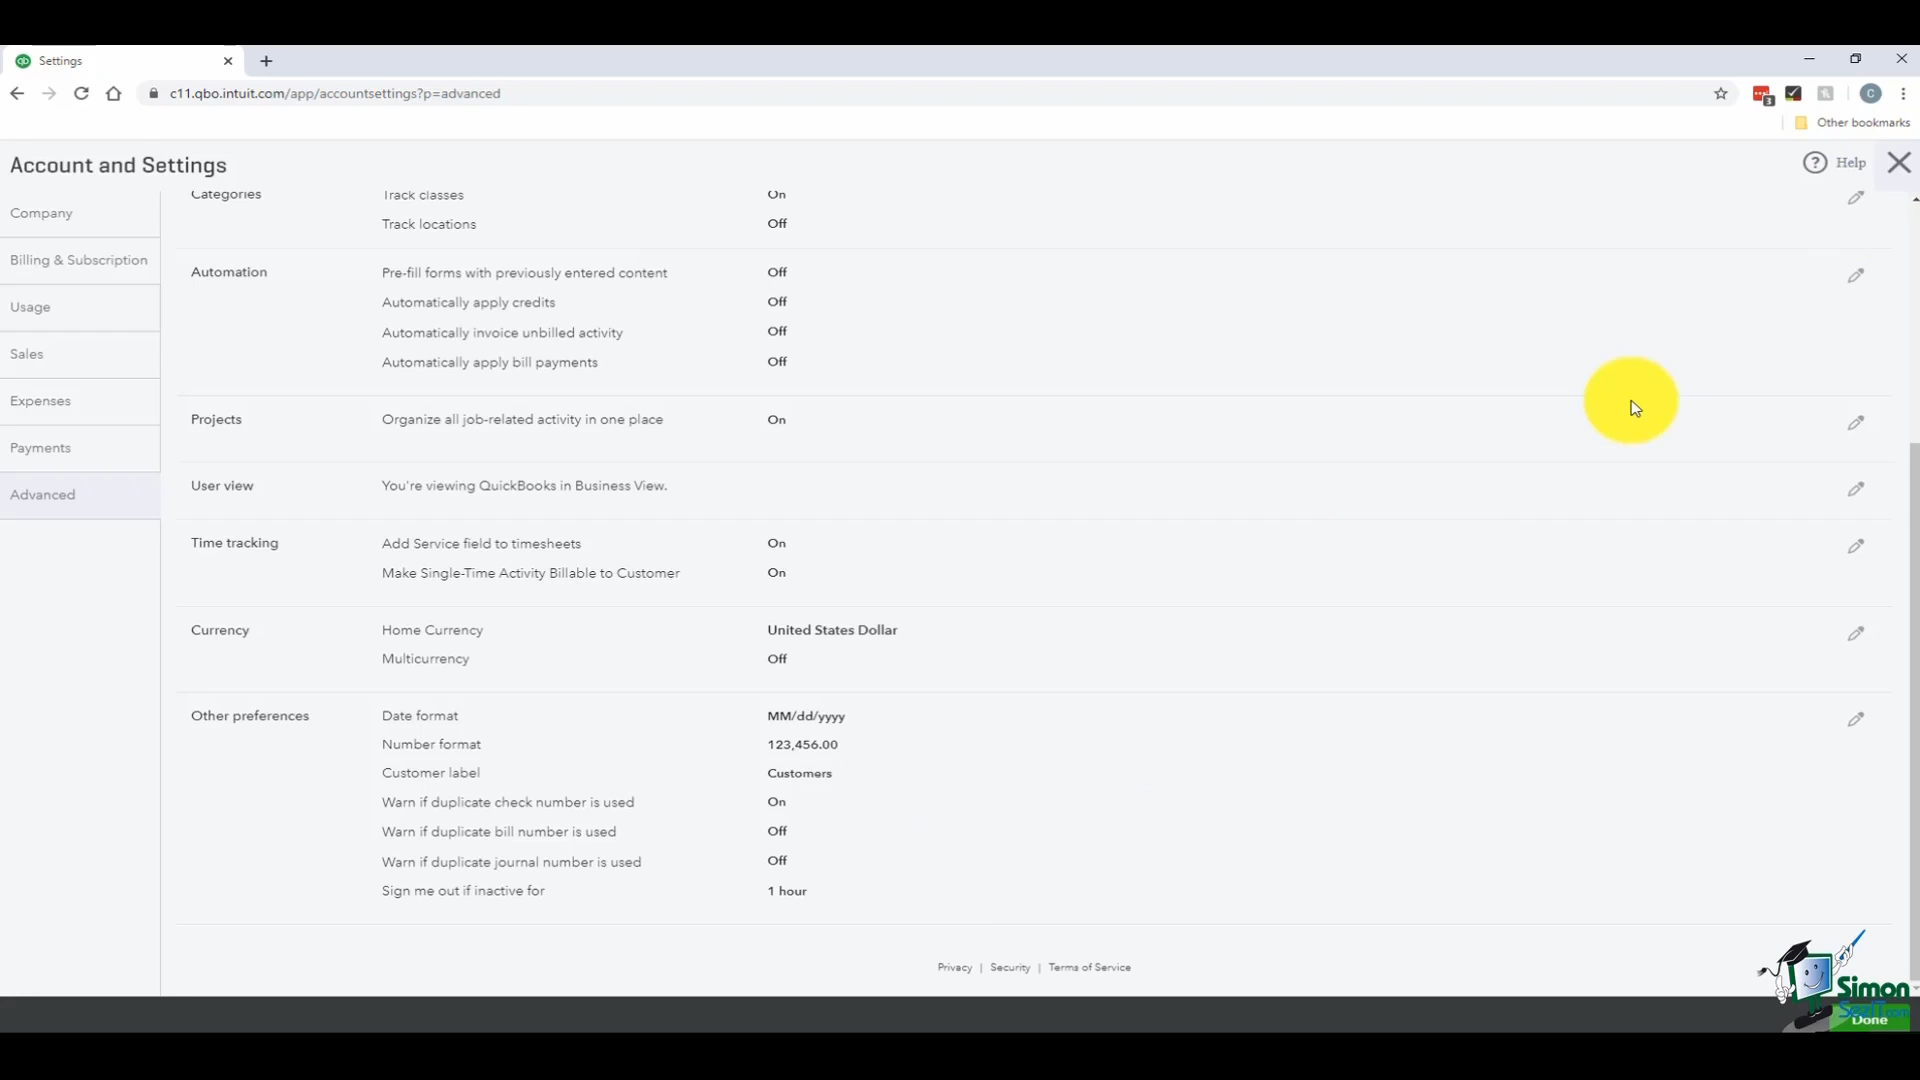 Settings
c11.qbo.intuit.com/app/accountsettings?p=advanced
3
C
Other bookmarks
Account and Settings
Help
Company
Billing & Subscription
Usage
Sales
Expenses
Payments
Advanced
Categories Track classes On
Track locations Off
Automation Pre-fill forms with previously entered content Off
Automatically apply credits Off
Automatically invoice unbilled activity Off
Automatically apply bill payments Off
Projects Organize all job-related activity in one place On
User view You're viewing QuickBooks in Business View.
Time tracking Add Service field to timesheets On
Make Single-Time Activity Billable to Customer On
Currency Home Currency United States Dollar
Multicurrency Off
Other preferences Date format MM/dd/yyyy
Number format 123,456.00
Customer label Customers
Warn if duplicate check number is used On
Warn if duplicate bill number is used Off
Warn if duplicate journal number is used Off
Sign me out if inactive for 1 hour
Privacy | Security | Terms of Service
Simon
SezIT.com
Done